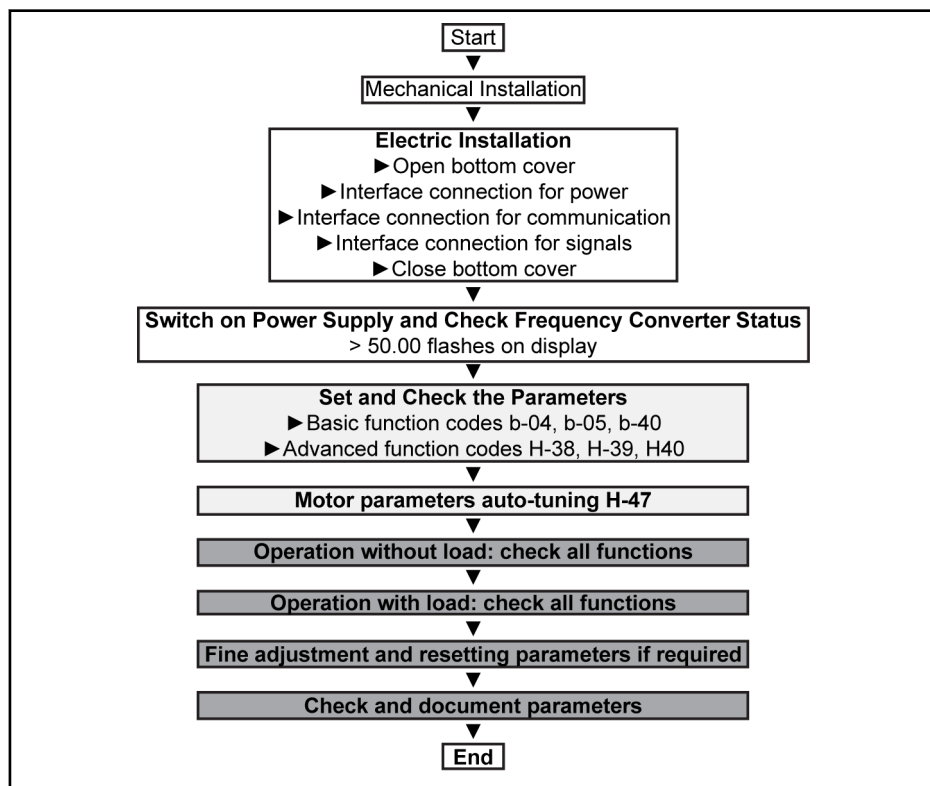 Start
Mechanical Installation
Electric Installation
►Open bottom cover
►Interface connection for power
►Interface connection for communication
►Interface connection for signals
►Close bottom cover
Switch on Power Supply and Check Frequency Converter Status
> 50.00 flashes on display
Set and Check the Parameters
►Basic function codes b-04, b-05, b-40
►Advanced function codes H-38, H-39, H40
Motor parameters auto-tuning H-47
Operation without load: check all functions
Operation with load: check all functions
Fine adjustment and resetting parameters if required
Check and document parameters
End